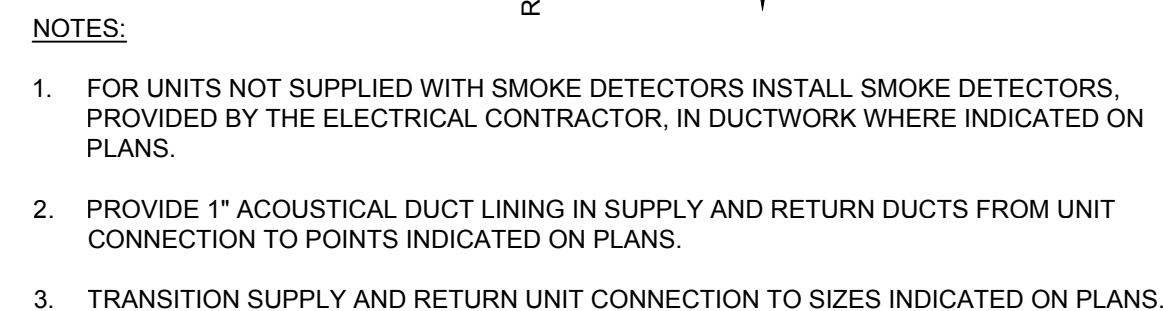 R
NOTES:
1. FOR UNITS NOT SUPPLIED WITH SMOKE DETECTORS INSTALL SMOKE DETECTORS,
PROVIDED BY THE ELECTRICAL CONTRACTOR, IN DUCTWORK WHERE INDICATED ON
PLANS.
2. PROVIDE 1" ACOUSTICAL DUCT LINING IN SUPPLY AND RETURN DUCTS FROM UNIT
CONNECTION TO POINTS INDICATED ON PLANS.
3. TRANSITION SUPPLY AND RETURN UNIT CONNECTION TO SIZES INDICATED ON PLANS.